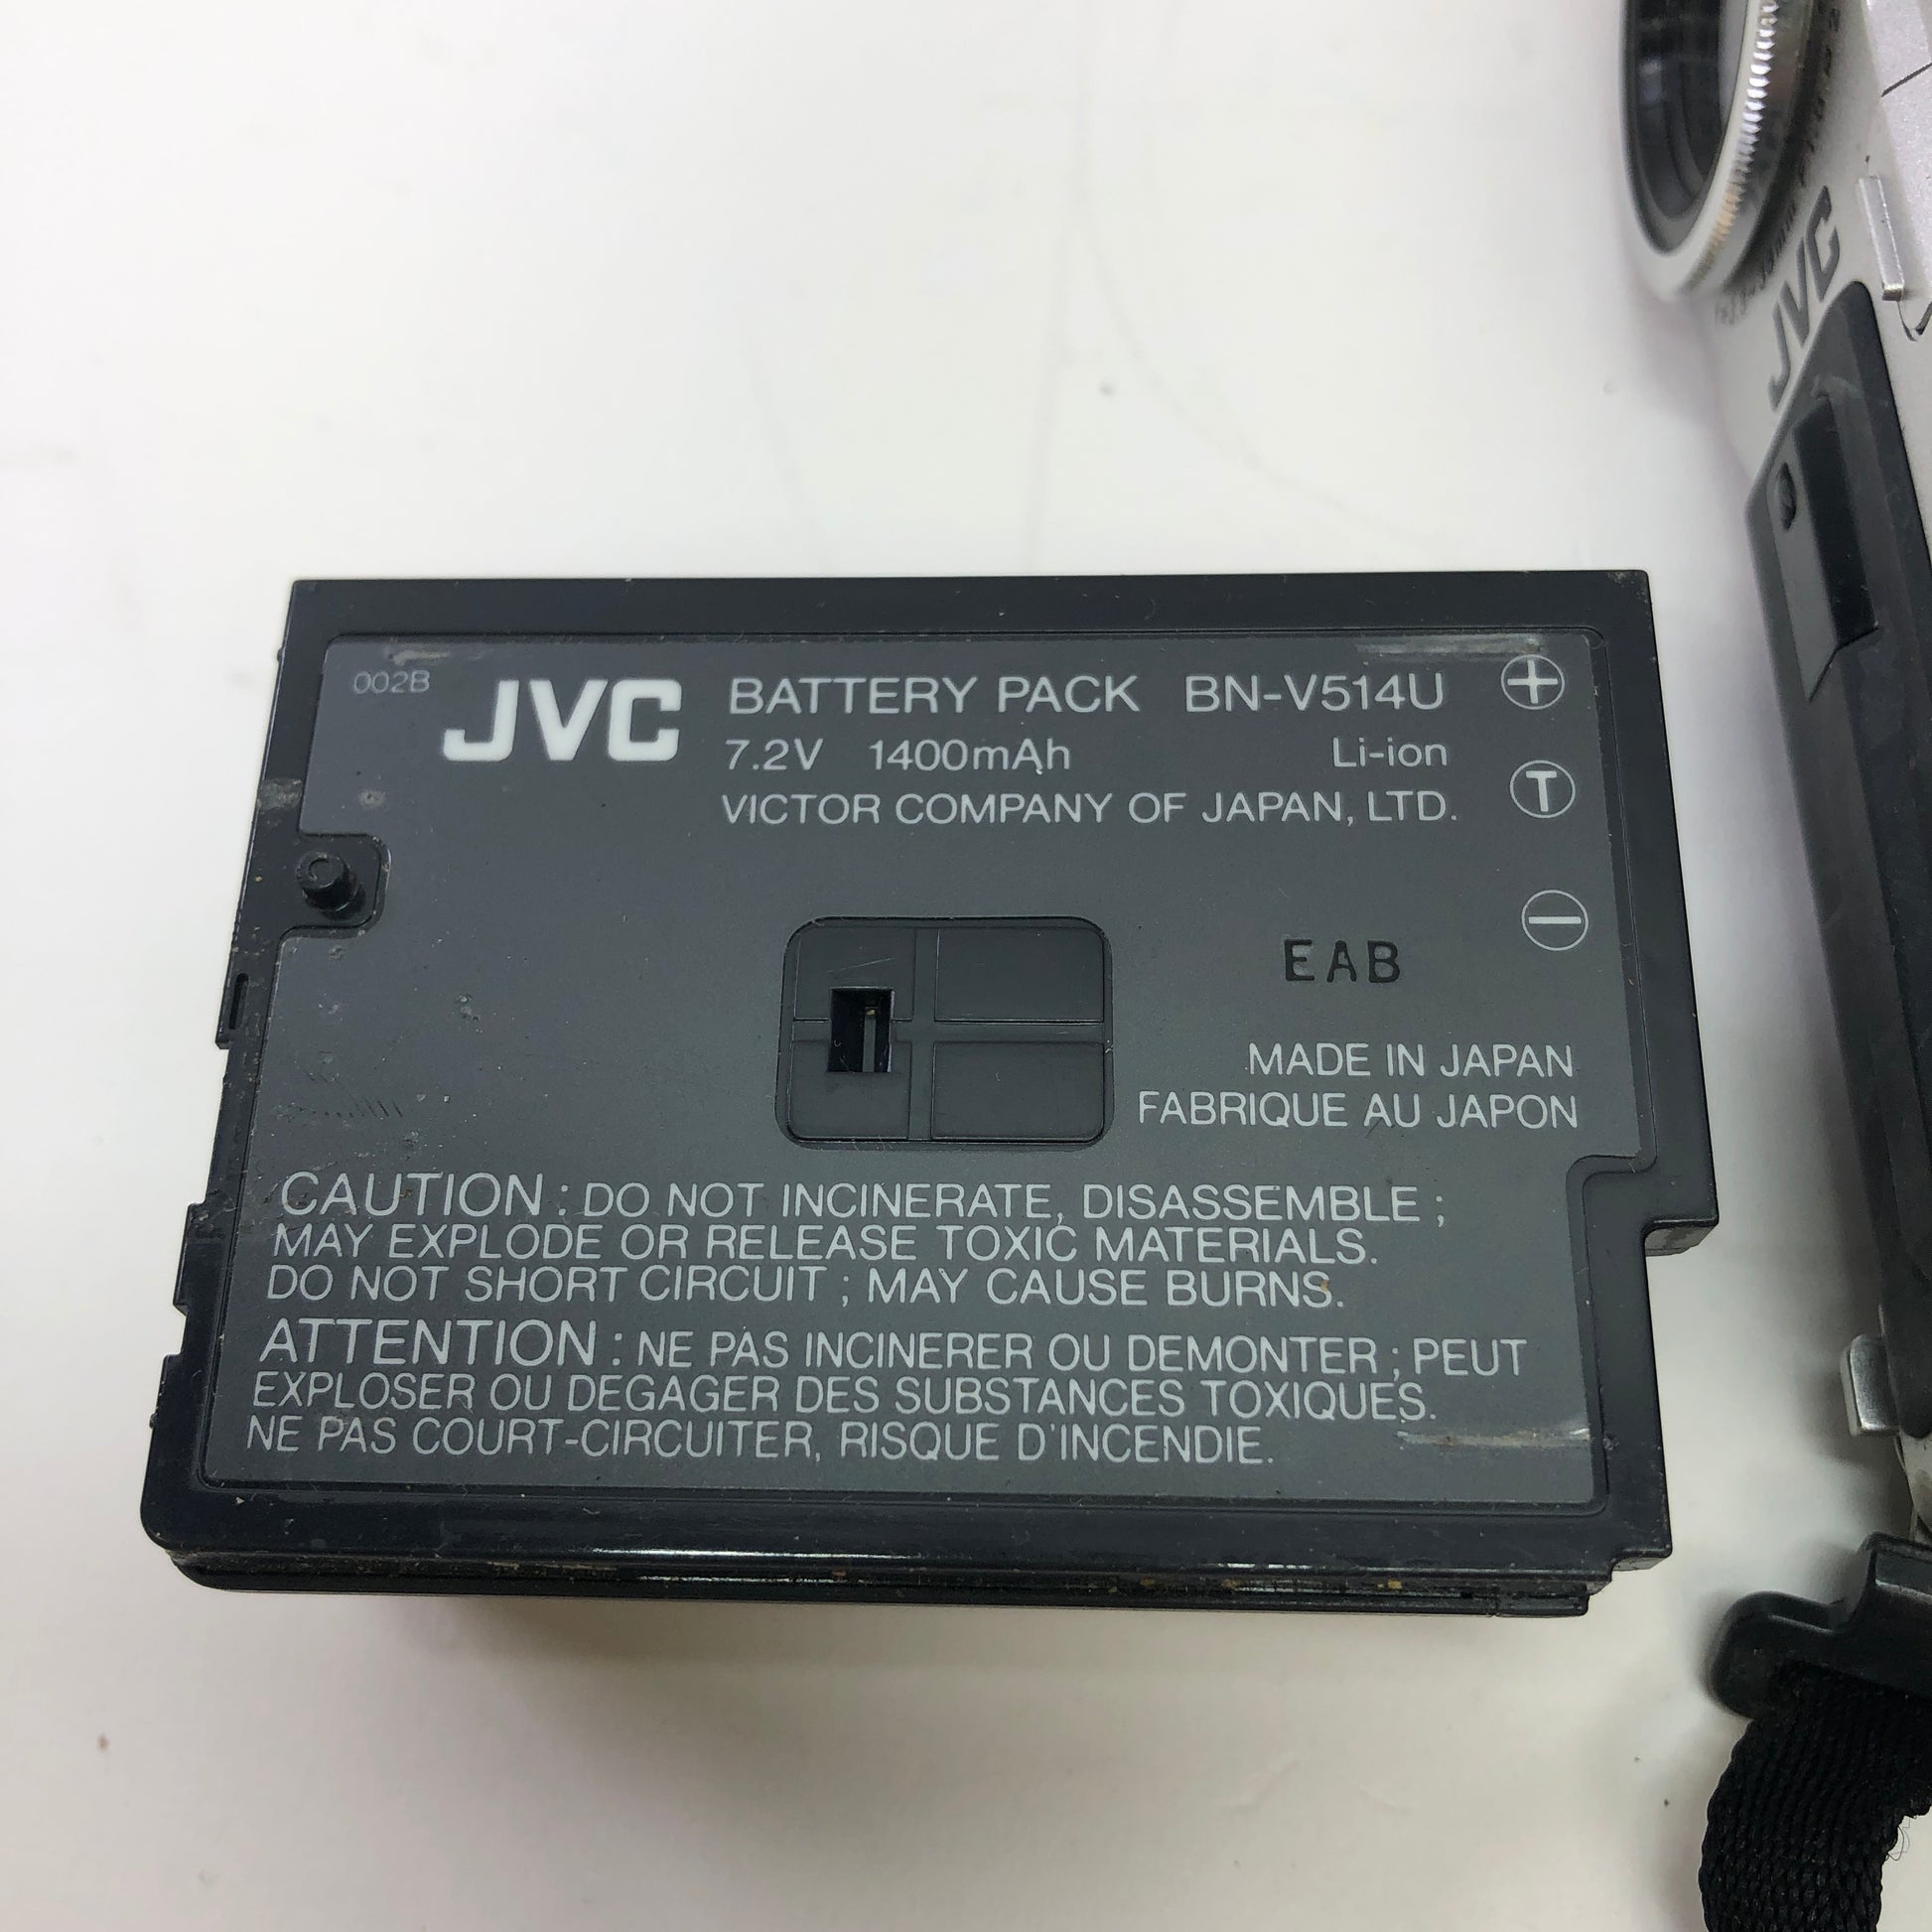 002B JVC BATTERY PACK BN-V514U +
7.2V 1400mAh Li-ion T
VICTOR COMPANY OF JAPAN, LTD.
−
EAB
MADE IN JAPAN
FABRIQUE AU JAPON
CAUTION : DO NOT INCINERATE, DISASSEMBLE ;
MAY EXPLODE OR RELEASE TOXIC MATERIALS.
DO NOT SHORT CIRCUIT ; MAY CAUSE BURNS.
ATTENTION : NE PAS INCINERER OU DEMONTER ; PEUT
EXPLOSER OU DEGAGER DES SUBSTANCES TOXIQUES.
NE PAS COURT-CIRCUITER, RISQUE D'INCENDIE.
JVC